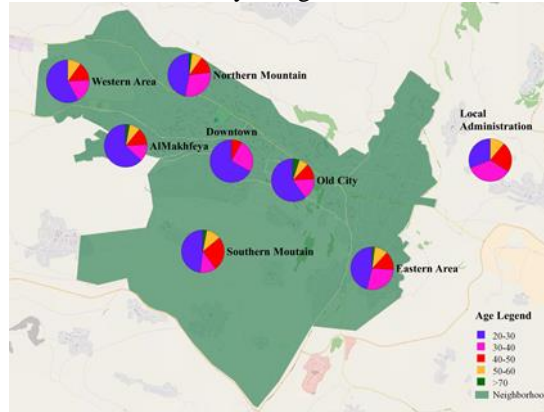 Western Area
Northern Mountain
Local
Administration
Downtown
AlMakhfeya
Old City
Southern Moutain
Eastern Area
Age Legend
20-30
30-40
40-50
50-60
>70
Neighborhoo